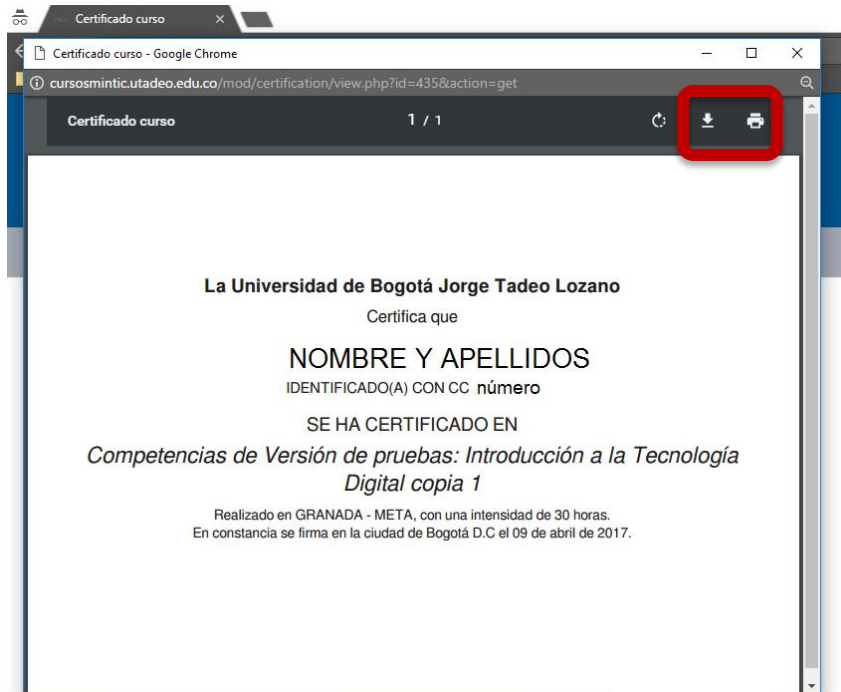 Certificado curso
Certificado curso - Google Chrome
cursosmintic.utadeo.edu.co/mod/certification/view.php?id=435&action=get
Certificado curso
1 / 1
La Universidad de Bogotá Jorge Tadeo Lozano
Certifica que
NOMBRE Y APELLIDOS
IDENTIFICADO(A) CON CC número
SE HA CERTIFICADO EN
Competencias de Versión de pruebas: Introducción a la Tecnología
Digital copia 1
Realizado en GRANADA - META, con una intensidad de 30 horas.
En constancia se firma en la ciudad de Bogotá D.C el 09 de abril de 2017.